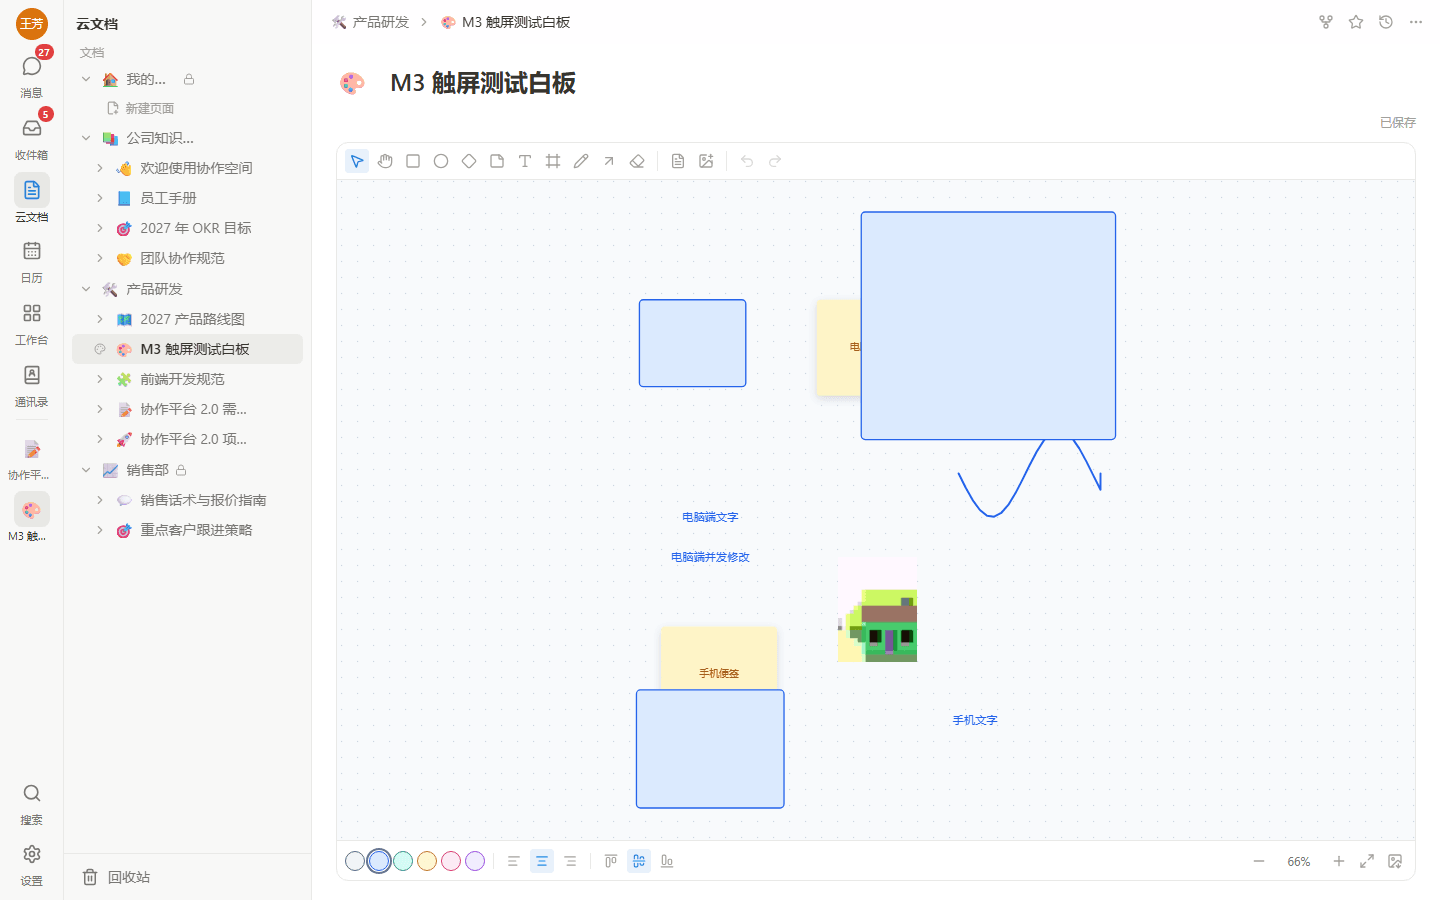 王芳
27
消息
5
收件箱
云文档
日历
工作台
通讯录
协作平...
M3 触...
搜索
设置
云文档
文档
我的...
新建页面
公司知识...
欢迎使用协作空间
员工手册
2027 年 OKR 目标
团队协作规范
产品研发
2027 产品路线图
M3 触屏测试白板
前端开发规范
协作平台 2.0 需...
协作平台 2.0 项...
销售部
销售话术与报价指南
重点客户跟进策略
回收站
产品研发
M3 触屏测试白板
M3 触屏测试白板
已保存
电
电脑端文字
电脑端并发修改
手机便签
手机文字
66%